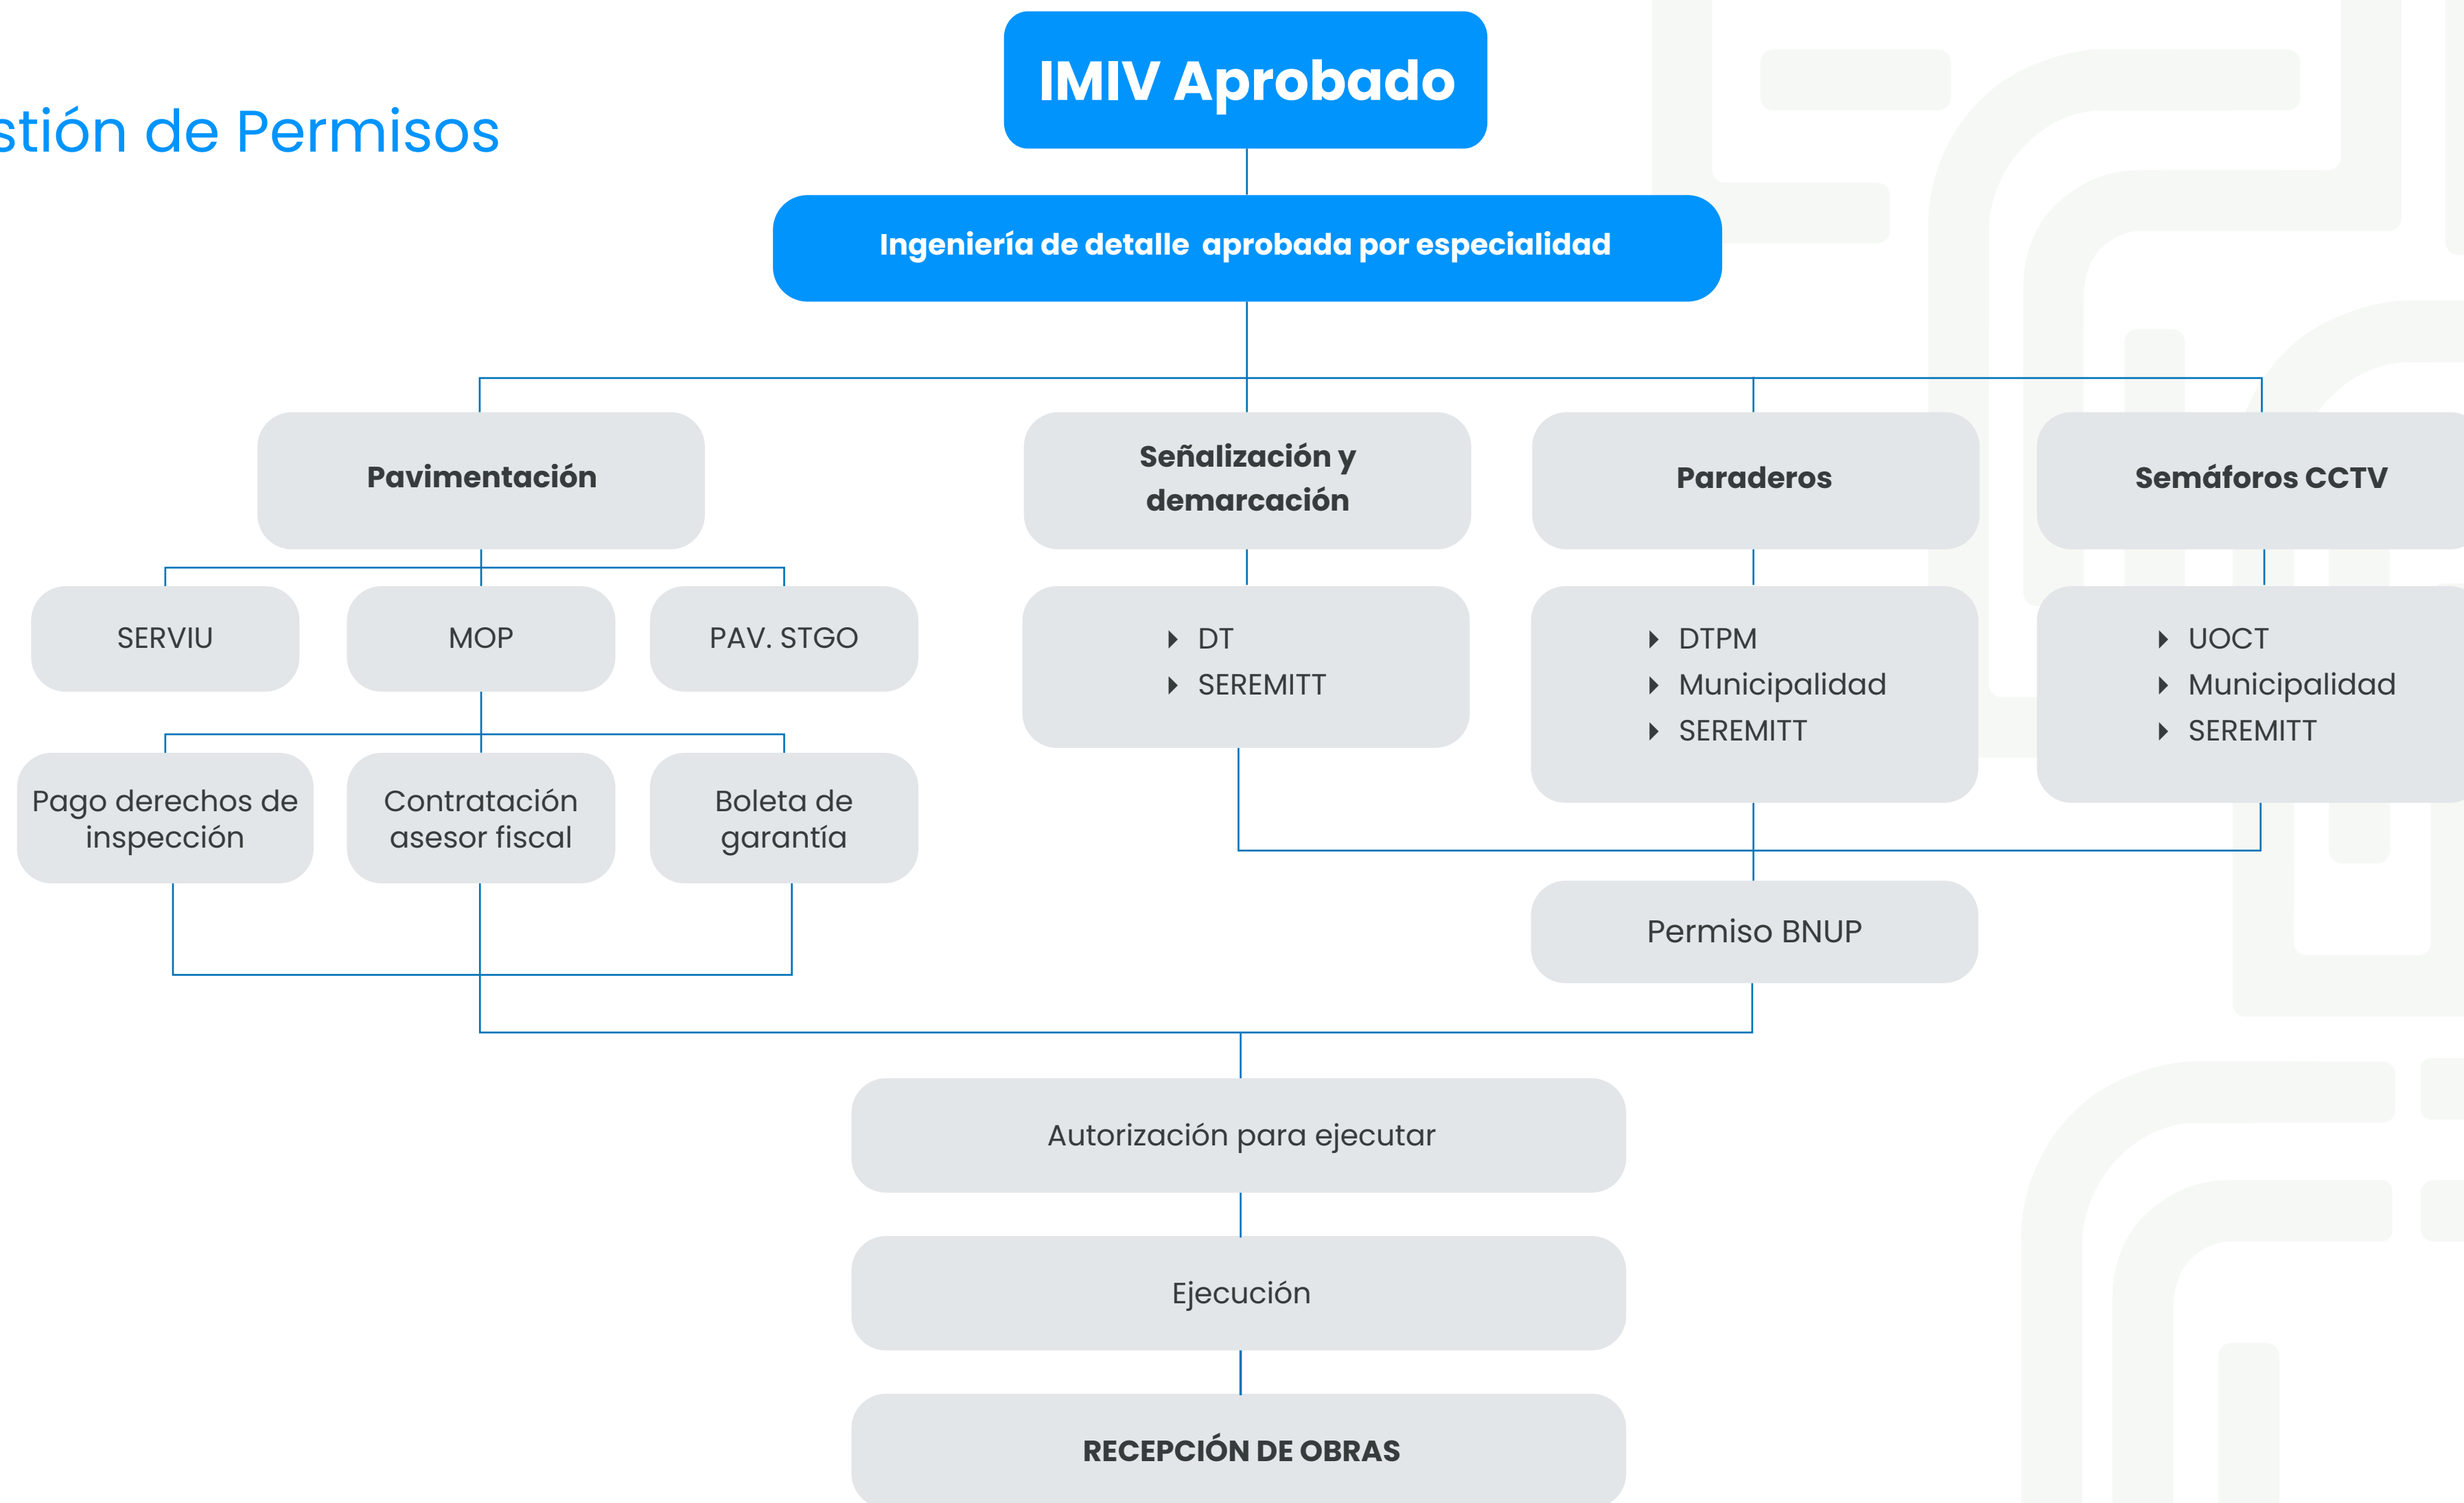 IMIV Aprobado
stión de Permisos
Ingeniería de detalle aprobada por especialidad
Pavimentación
Señalización y
demarcación
Paraderos
Semáforos CCTV
SERVIU
MOP
PAV. STGO
DT
SEREMITT
DTPM
Municipalidad
SEREMITT
UOCT
Municipalidad
SEREMITT
Pago derechos de
inspección
Contratación
asesor fiscal
Boleta de
garantía
Permiso BNUP
Autorización para ejecutar
Ejecución
RECEPCIÓN DE OBRAS